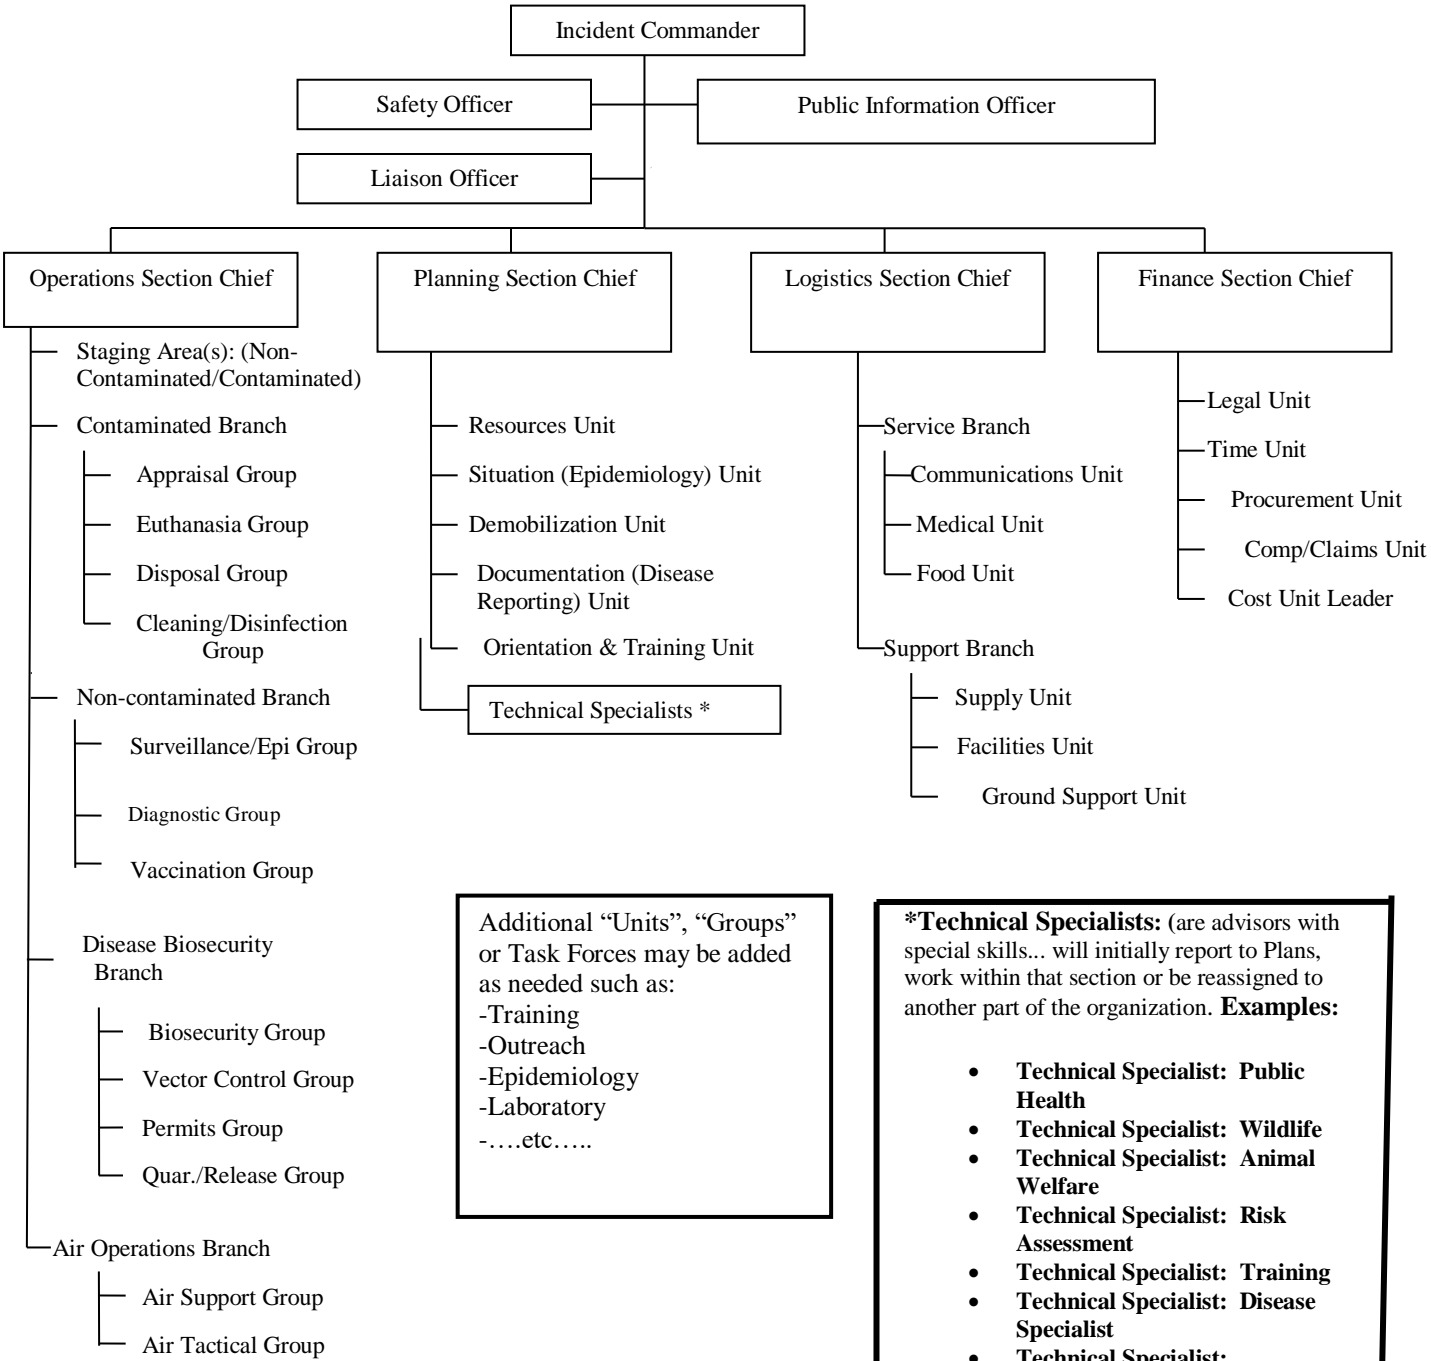 Incident Commander
Safety Officer
Public Information Officer
Liaison Officer
Operations Section Chief
Planning Section Chief
Logistics Section Chief
Finance Section Chief
Staging Area(s): (Non-
Contaminated/Contaminated)
Contaminated Branch
Appraisal Group
Euthanasia Group
Disposal Group
Cleaning/Disinfection
Group
Non-contaminated Branch
Surveillance/Epi Group
Diagnostic Group
Vaccination Group
Disease Biosecurity
Branch
Biosecurity Group
Vector Control Group
Permits Group
Quar./Release Group
Air Operations Branch
Air Support Group
Air Tactical Group
Resources Unit
Situation (Epidemiology) Unit
Demobilization Unit
Documentation (Disease
Reporting) Unit
Orientation & Training Unit
Technical Specialists *
Service Branch
Communications Unit
Medical Unit
Food Unit
Support Branch
Supply Unit
Facilities Unit
Ground Support Unit
Legal Unit
Time Unit
Procurement Unit
Comp/Claims Unit
Cost Unit Leader
Additional “Units”, “Groups”
or Task Forces may be added
as needed such as:
-Training
-Outreach
-Epidemiology
-Laboratory
-….etc…..
*Technical Specialists: (are advisors with
special skills... will initially report to Plans,
work within that section or be reassigned to
another part of the organization. Examples:
• Technical Specialist: Public
Health
• Technical Specialist: Wildlife
• Technical Specialist: Animal
Welfare
• Technical Specialist: Risk
Assessment
• Technical Specialist: Training
• Technical Specialist: Disease
Specialist
• Technical Specialist: